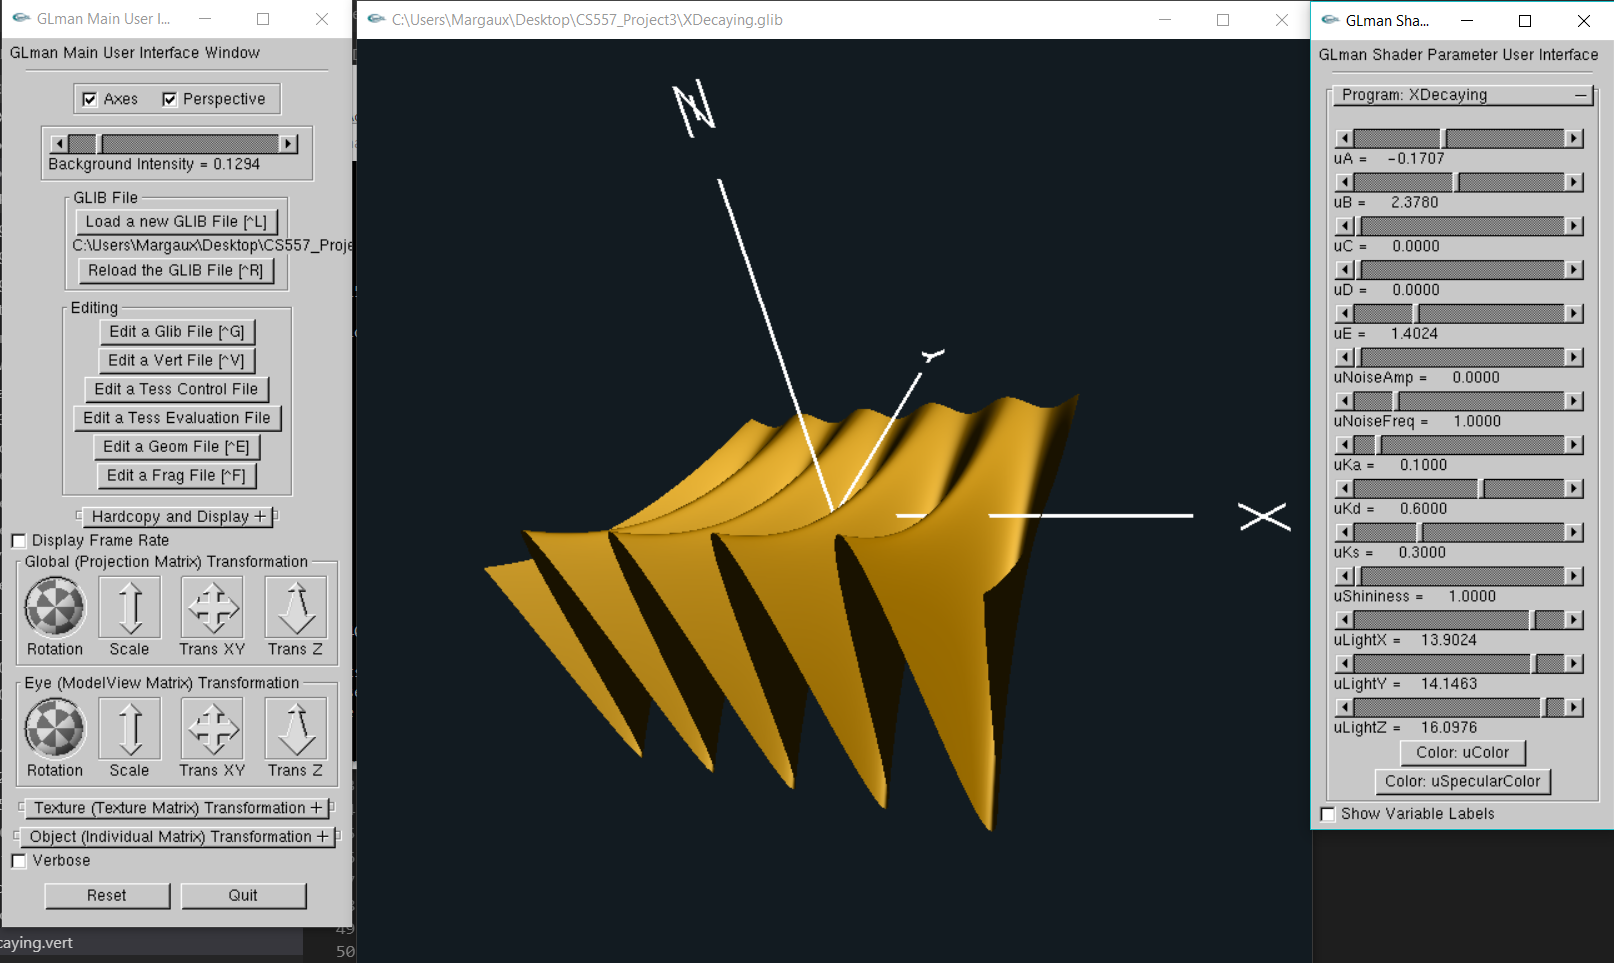 GLman Main User I...
GLman Main User Interface Window
Axes
Perspective
Background Intensity = 0.1294
GLIB File
Load a new GLIB File [^L]
C:\Users\Margaux\Desktop\CS557_Proje
Reload the GLIB File [^R]
Editing
Edit a Glib File [^G]
Edit a Vert File [^V]
Edit a Tess Control File
Edit a Tess Evaluation File
Edit a Geom File [^E]
Edit a Frag File [^F]
Hardcopy and Display +
Display Frame Rate
Global (Projection Matrix) Transformation
Rotation Scale Trans XY Trans Z
Eye (ModelView Matrix) Transformation
Rotation Scale Trans XY Trans Z
Texture (Texture Matrix) Transformation +
Object (Individual Matrix) Transformation +
Verbose
Reset
Quit
caying.vert
49
50
C:\Users\Margaux\Desktop\CS557_Project3\XDecaying.glib
Y
X
GLman Sha...
GLman Shader Parameter User Interface
Program: XDecaying
uA = -0.1707
uB = 2.3780
uC = 0.0000
uD = 0.0000
uE = 1.4024
uNoiseAmp = 0.0000
uNoiseFreq = 1.0000
uKa = 0.1000
uKd = 0.6000
uKs = 0.3000
uShininess = 1.0000
uLightX = 13.9024
uLightY = 14.1463
uLightZ = 16.0976
Color: uColor
Color: uSpecularColor
Show Variable Labels